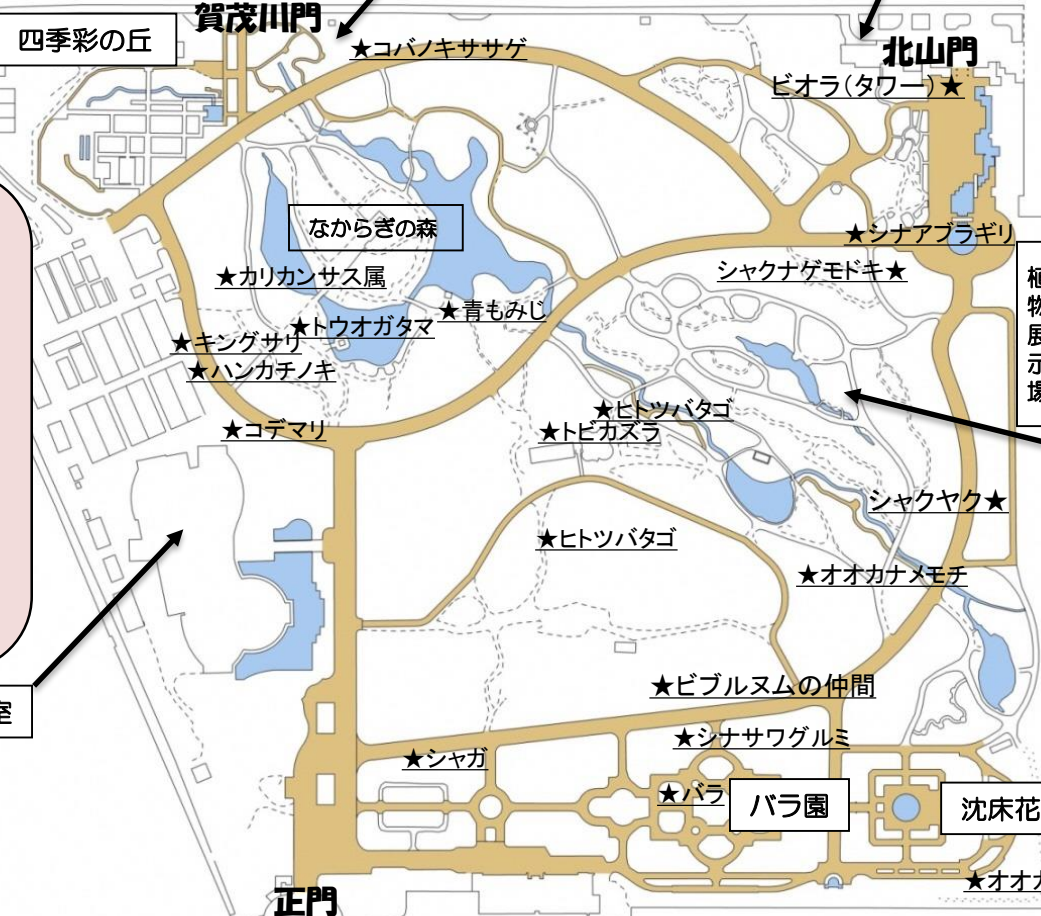 賀茂川門
四季彩の丘
★コバノキササゲ
北山門
ビオラ(タワー)★
なからぎの森
★シナアブラギリ
シャクナゲモドキ★
植物展示場
★カリカンサス属
★青もみじ
★トウオガタマ
★キングサリ
★ハンカチノキ
★ヒトツバタゴ
★コデマリ
★トビカズラ
シャクヤク★
★ヒトツバタゴ
★オオカナメモチ
★ビブルヌムの仲間
室
★シナサワグルミ
★シャガ
★バラ
バラ園
沈床花
★オオカ
正門